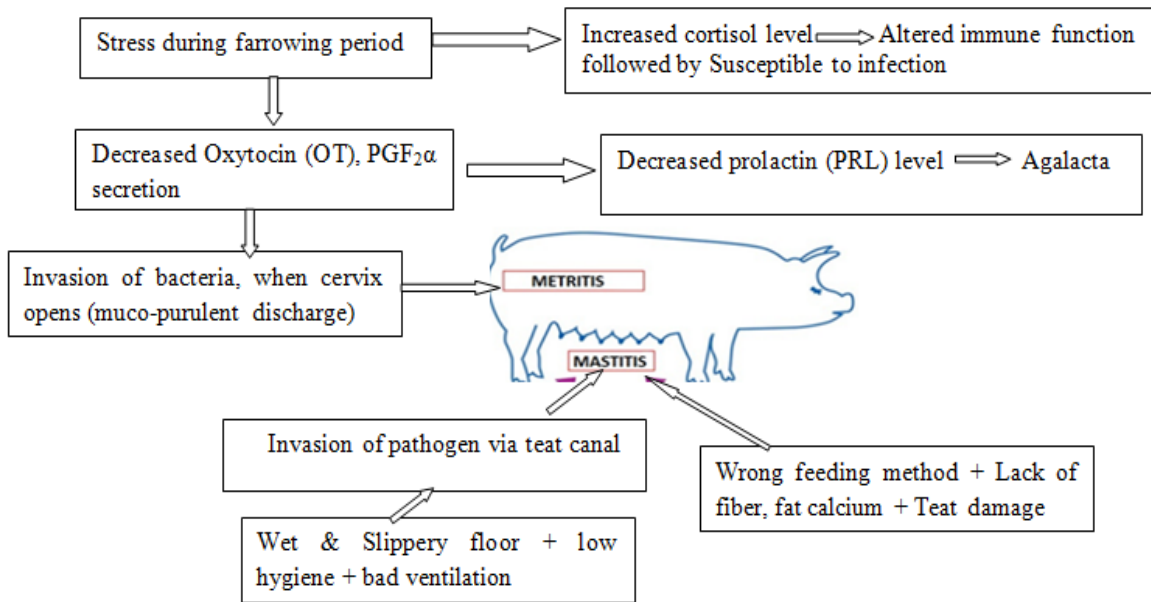 Stress during farrowing period
Increased cortisol level Altered immune function
followed by Susceptible to infection
Decreased Oxytocin (OT), PGF₂α
secretion
Decreased prolactin (PRL) level Agalacta
Invasion of bacteria, when cervix
opens (muco-purulent discharge)
METRITIS
MASTITIS
Invasion of pathogen via teat canal
Wrong feeding method + Lack of
fiber, fat calcium + Teat damage
Wet & Slippery floor + low
hygiene + bad ventilation